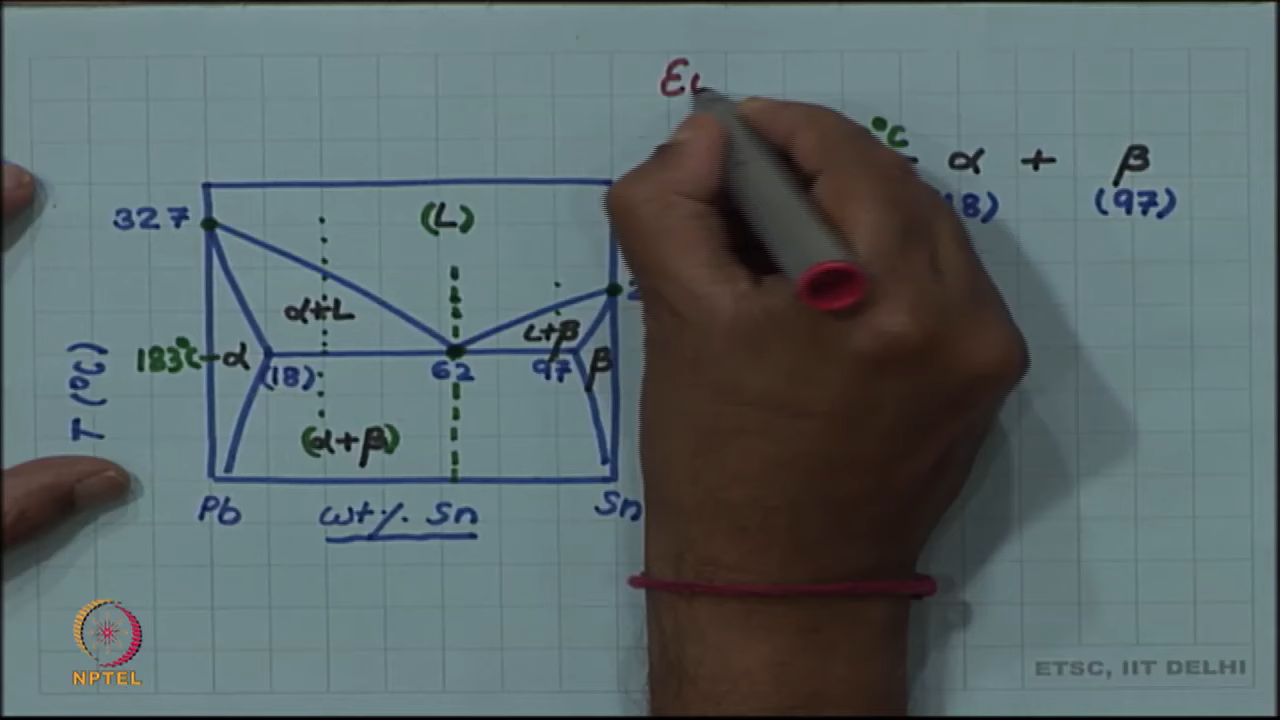 Eu
°C
α + β
18) (97)
327
(L)
α+L
L+β
183°C α
(18) 62 97 β
T (°C)
(α+β)
Pb wt% Sn Sn
NPTEL
ETSC, IIT DELHI